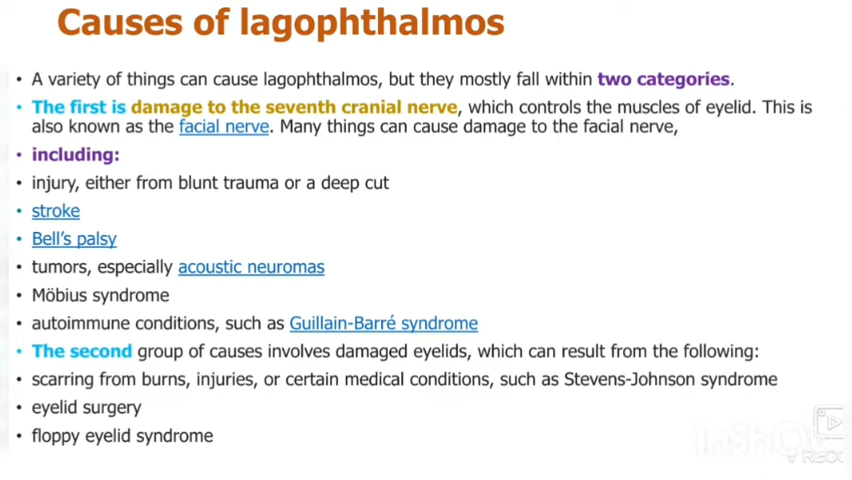 Causes of lagophthalmos
• A variety of things can cause lagophthalmos, but they mostly fall within two categories.
• The first is damage to the seventh cranial nerve, which controls the muscles of eyelid. This is
also known as the facial nerve. Many things can cause damage to the facial nerve,
• including:
• injury, either from blunt trauma or a deep cut
• stroke
• Bell's palsy
• tumors, especially acoustic neuromas
• Möbius syndrome
• autoimmune conditions, such as Guillain-Barré syndrome
• The second group of causes involves damaged eyelids, which can result from the following:
• scarring from burns, injuries, or certain medical conditions, such as Stevens-Johnson syndrome
• eyelid surgery
• floppy eyelid syndrome
InShOt